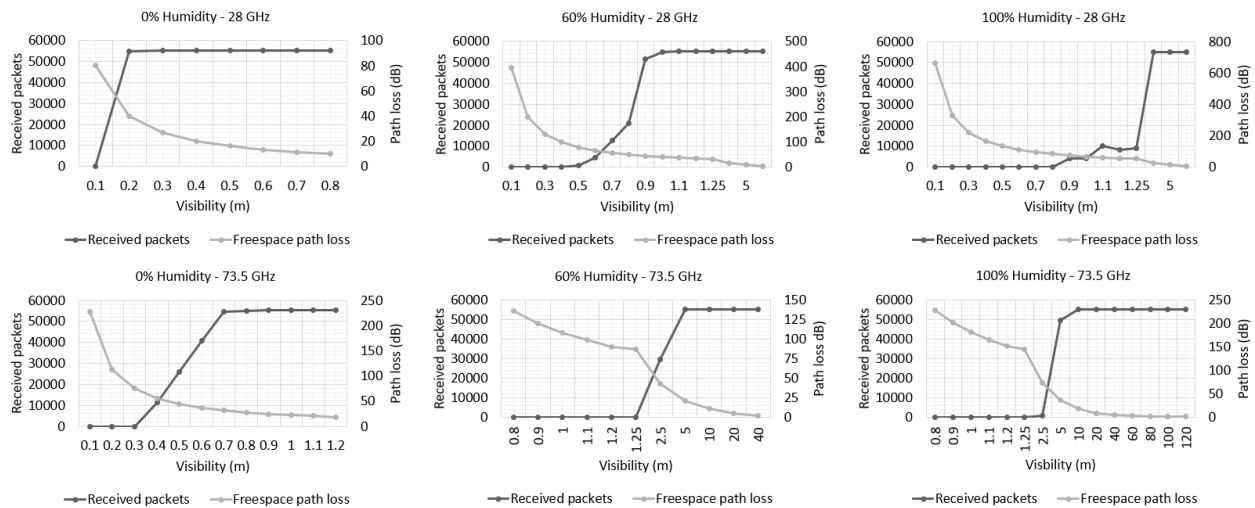 0% Humidity - 28 GHz
60000
50000
40000
30000
20000
10000
0
Received packets
100
80
60
40
20
0
Path loss (dB)
0.1 0.2 0.3 0.4 0.5 0.6 0.7 0.8
Visibility (m)
Received packets Freespace path loss
60% Humidity - 28 GHz
60000
50000
40000
30000
20000
10000
0
Received packets
500
400
300
200
100
0
Path loss (dB)
0.1 0.3 0.5 0.7 0.9 1.1 1.25 5
Visibility (m)
Received packets Freespace path loss
100% Humidity - 28 GHz
60000
50000
40000
30000
20000
10000
0
Received packets
800
600
400
200
0
Path loss (dB)
0.1 0.3 0.5 0.7 0.9 1.1 1.25 5
Visibility (m)
Received packets Freespace path loss
0% Humidity - 73.5 GHz
60000
50000
40000
30000
20000
10000
0
Received packets
250
200
150
100
50
0
Path loss (dB)
0.1 0.2 0.3 0.4 0.5 0.6 0.7 0.8 0.9 1 1.1 1.2
Visibility (m)
Received packets Freespace path loss
60% Humidity - 73.5 GHz
60000
50000
40000
30000
20000
10000
0
Received packets
150
125
100
75
50
25
0
Path loss dB)
0.8 0.9 1 1.1 1.2 1.25 2.5 5 10 20 40
Visibility (m)
Received packets Freespace path loss
100% Humidity - 73.5 GHz
60000
50000
40000
30000
20000
10000
0
Received packets
250
200
150
100
50
0
Path loss (dB)
0.8 0.9 1 1.1 1.2 1.25 2.5 5 10 20 40 60 80 100 120
Visibility (m)
Received packets Freespace path loss